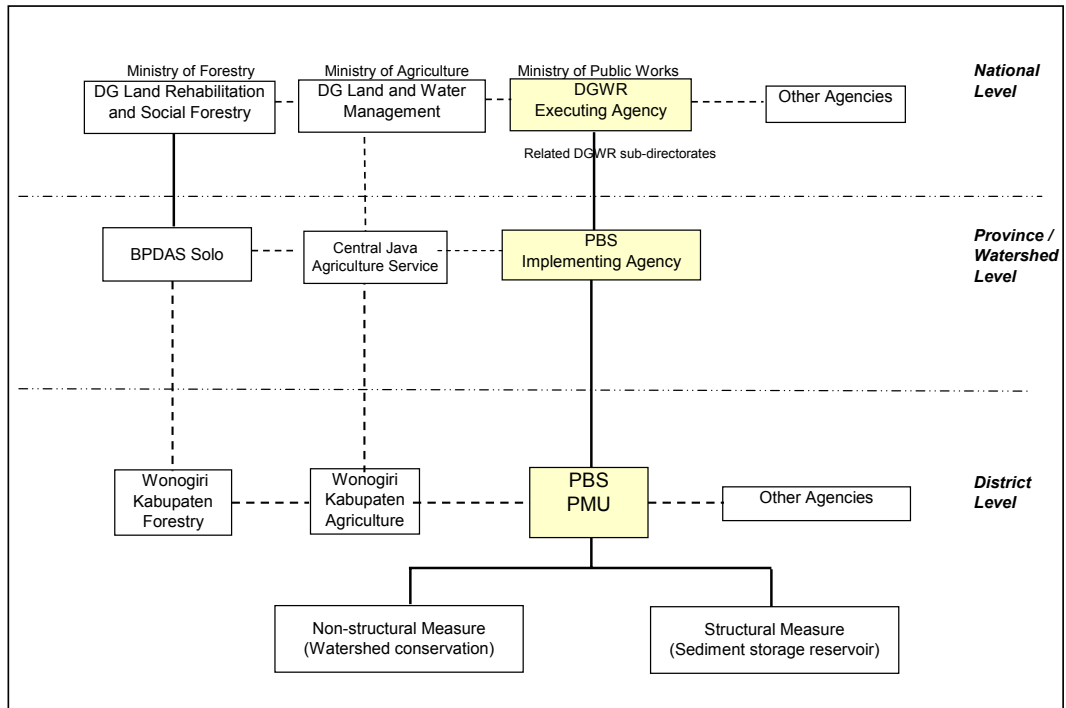 Ministry of Forestry
DG Land Rehabilitation
and Social Forestry
Ministry of Agriculture
DG Land and Water
Management
Ministry of Public Works
DGWR
Executing Agency
Other Agencies
National
Level
Related DGWR sub-directorates
BPDAS Solo
Central Java
Agriculture Service
PBS
Implementing Agency
Province /
Watershed
Level
Wonogiri
Kabupaten
Forestry
Wonogiri
Kabupaten
Agriculture
PBS
PMU
Other Agencies
District
Level
Non-structural Measure
(Watershed conservation)
Structural Measure
(Sediment storage reservoir)